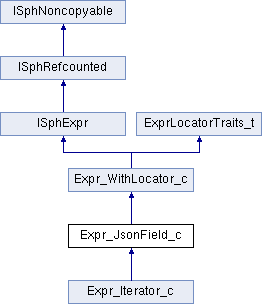 ISphNoncopyable
ISphRefcounted
ISphExpr
ExprLocatorTraits_t
Expr_WithLocator_c
Expr_JsonField_c
Expr_Iterator_c